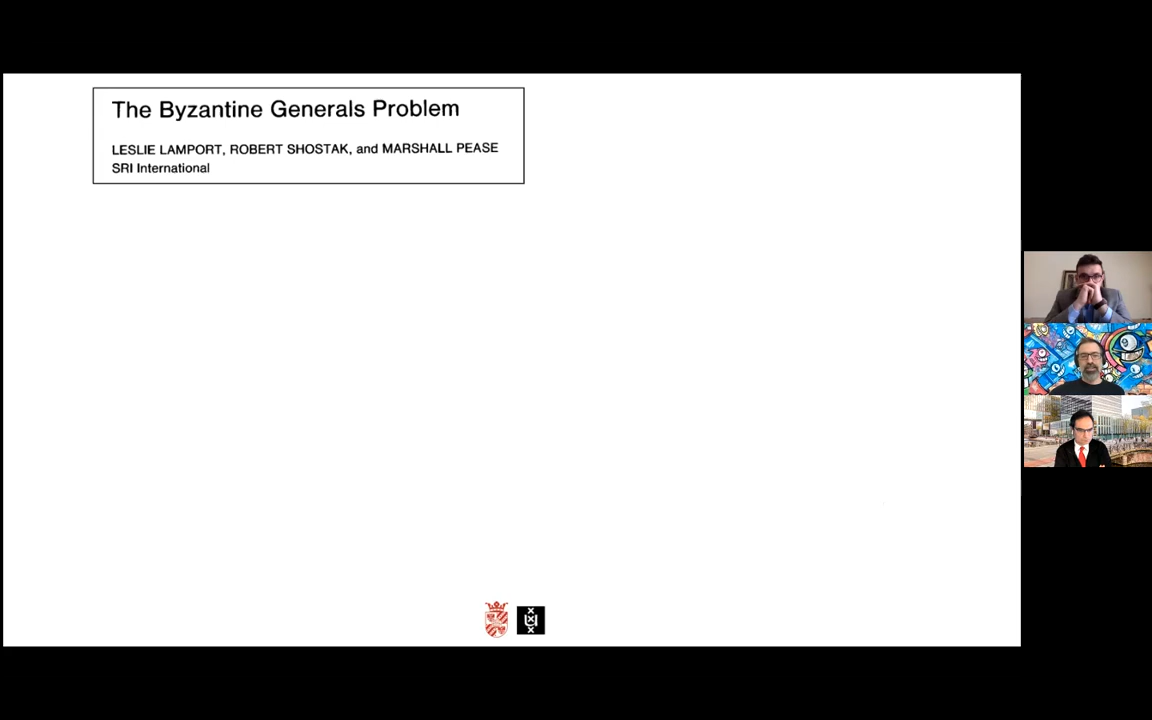 The Byzantine Generals Problem
LESLIE LAMPORT, ROBERT SHOSTAK, and MARSHALL PEASE
SRI International